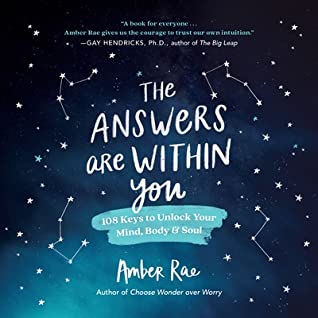 "A book for everyone . . .
Amber Rae gives us the courage to trust our own intuition."
—GAY HENDRICKS, PH.D., author of The Big Leap
THE
ANSWERS
ARE WITHIN
You
108 Keys to Unlock Your
Mind, Body & Soul
Amber Rae
Author of Choose Wonder over Worry